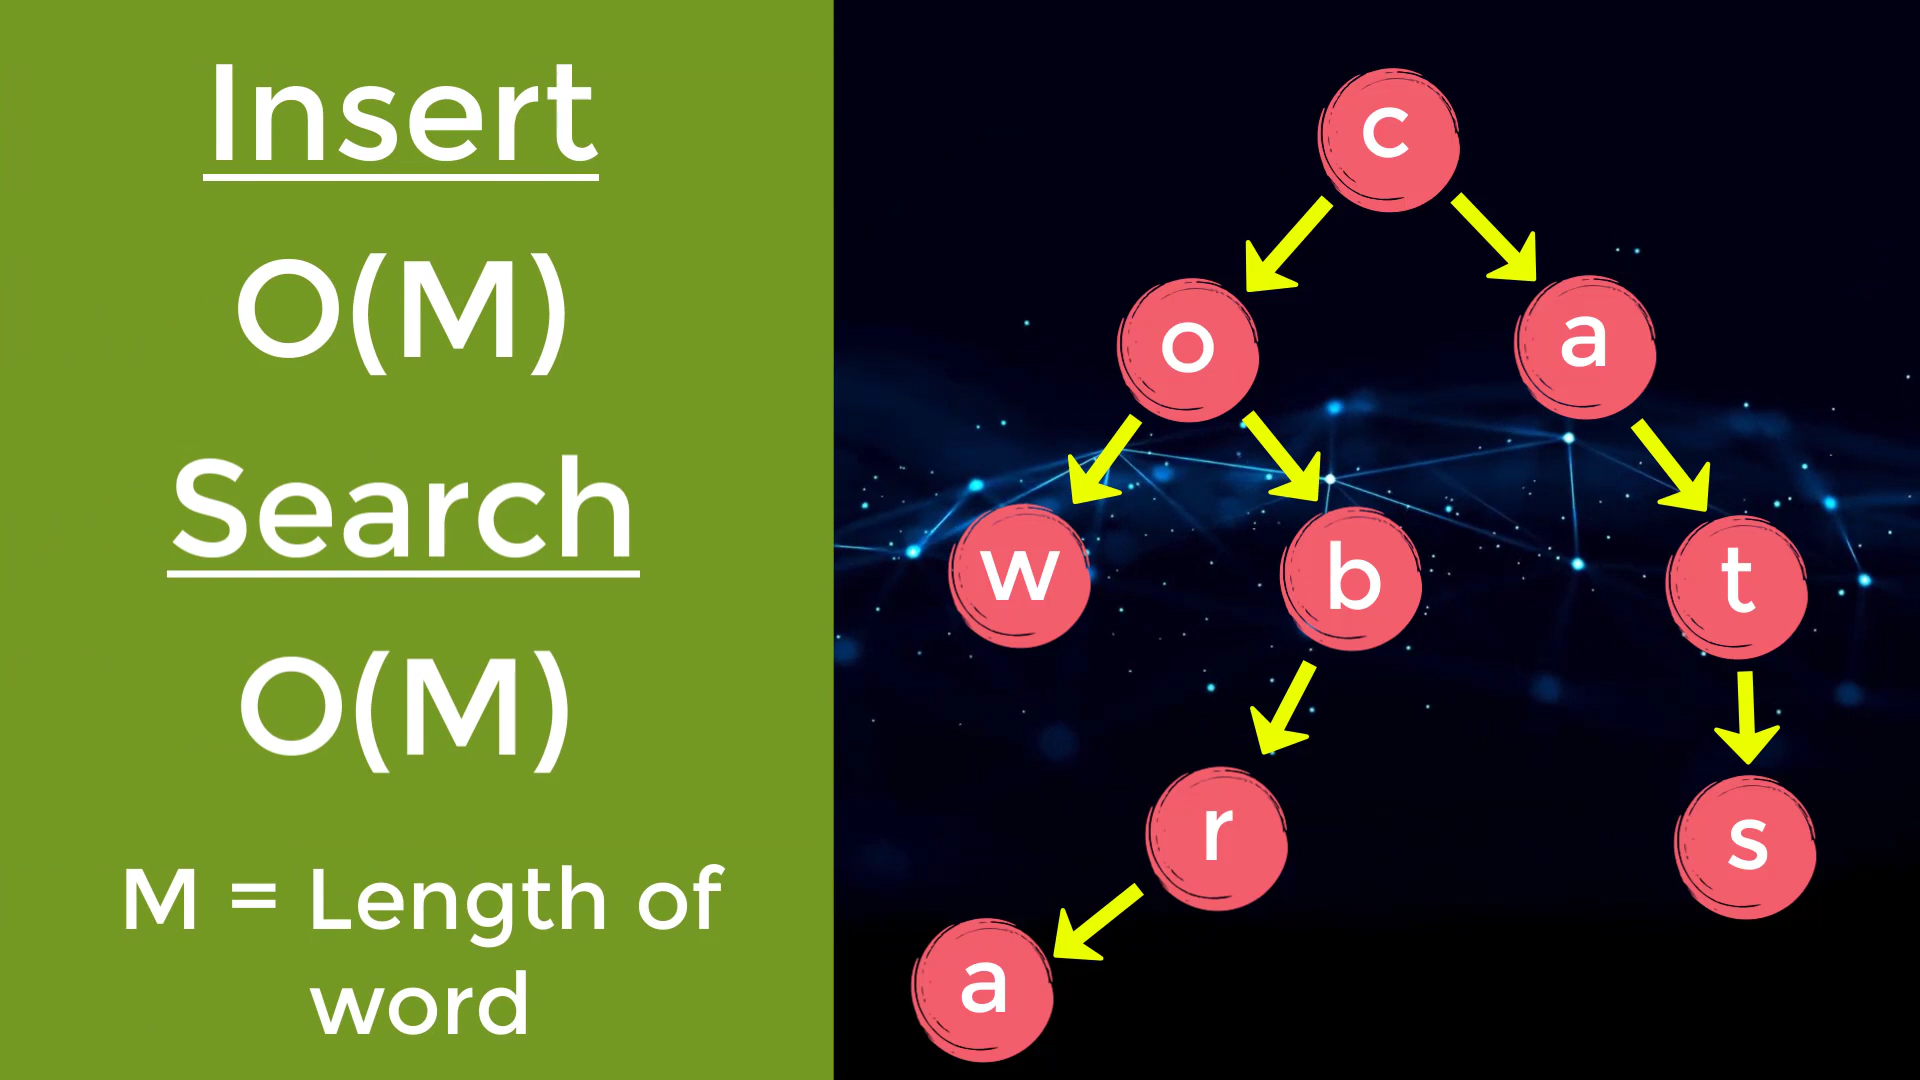 Insert
O(M)
Search
O(M)
M = Length of
word
c
o
a
w
b
t
r
s
a